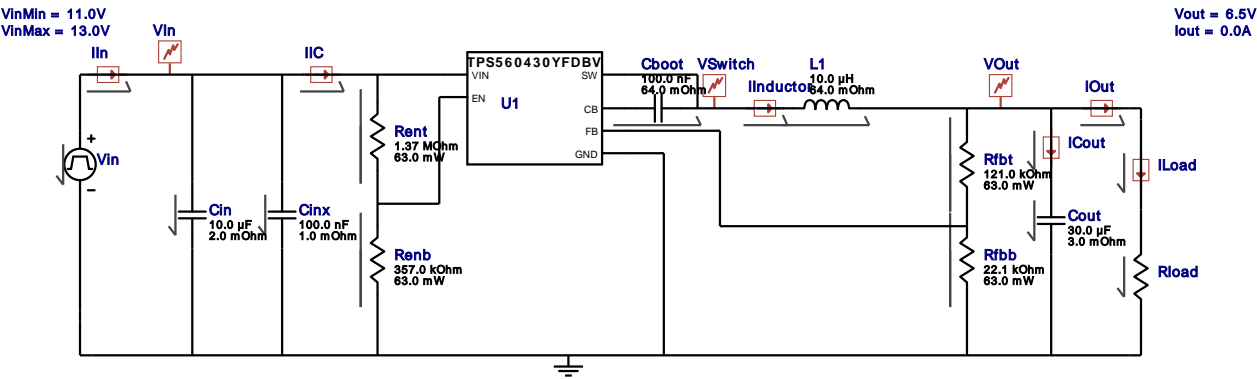 VinMin = 11.0V
VinMax = 13.0V
Vout = 6.5V
Iout = 0.0A
VIn
IIn
IIC
TPS560430YFDBV
VIN
EN
U1
SW
CB
FB
GND
Cboot
100.0 nF
64.0 mOhm
VSwitch
IInductor
L1
10.0 µH
64.0 mOhm
VOut
IOut
Vin
+
−
Cin
10.0 µF
2.0 mOhm
Cinx
100.0 nF
1.0 mOhm
Rent
1.37 MOhm
63.0 mW
Renb
357.0 kOhm
63.0 mW
Rfbt
121.0 kOhm
63.0 mW
Rfbb
22.1 kOhm
63.0 mW
ICout
Cout
30.0 µF
3.0 mOhm
ILoad
Rload